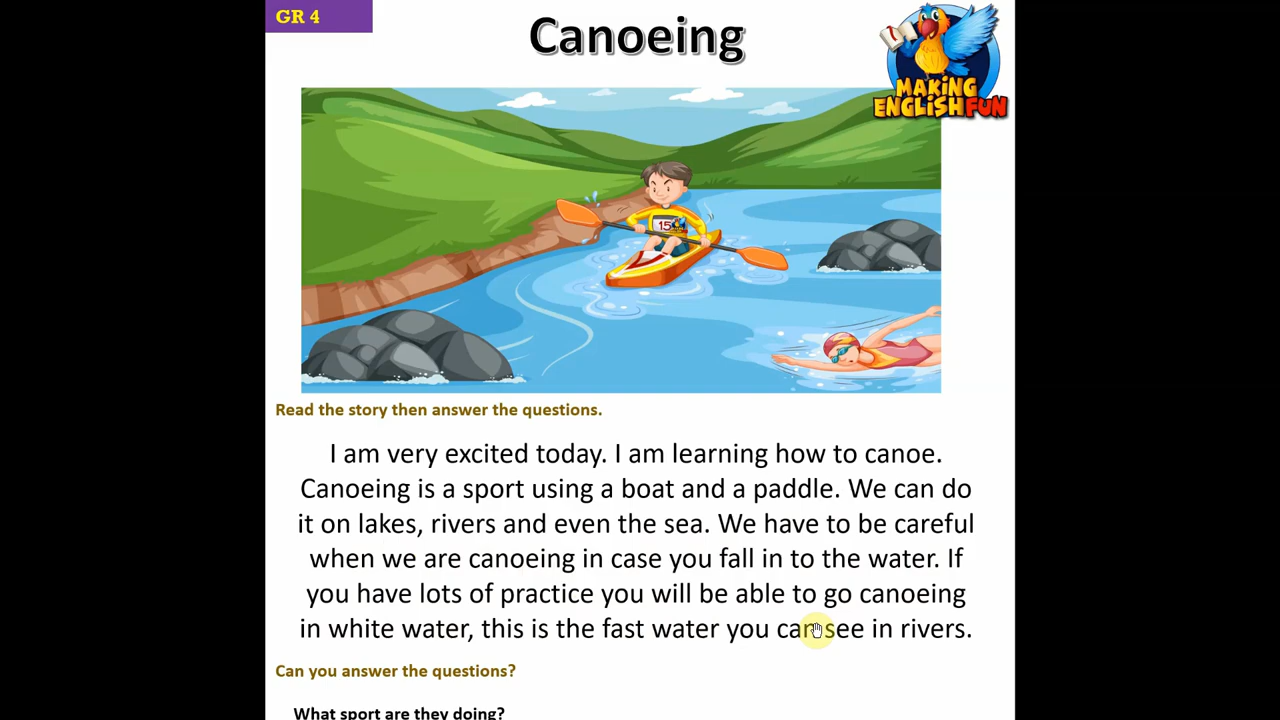 GR 4
Canoeing
MAKING
ENGLISH FUN
15
Read the story then answer the questions.
I am very excited today. I am learning how to canoe.
Canoeing is a sport using a boat and a paddle. We can do
it on lakes, rivers and even the sea. We have to be careful
when we are canoeing in case you fall in to the water. If
you have lots of practice you will be able to go canoeing
in white water, this is the fast water you can see in rivers.
Can you answer the questions?
What sport are they doing?